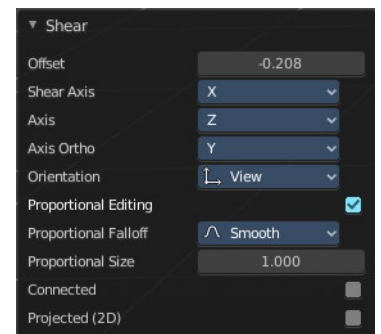 Shear
Offset -0.208
Shear Axis X
Axis Z
Axis Ortho Y
Orientation View
Proportional Editing
Proportional Falloff Smooth
Proportional Size 1.000
Connected
Projected (2D)